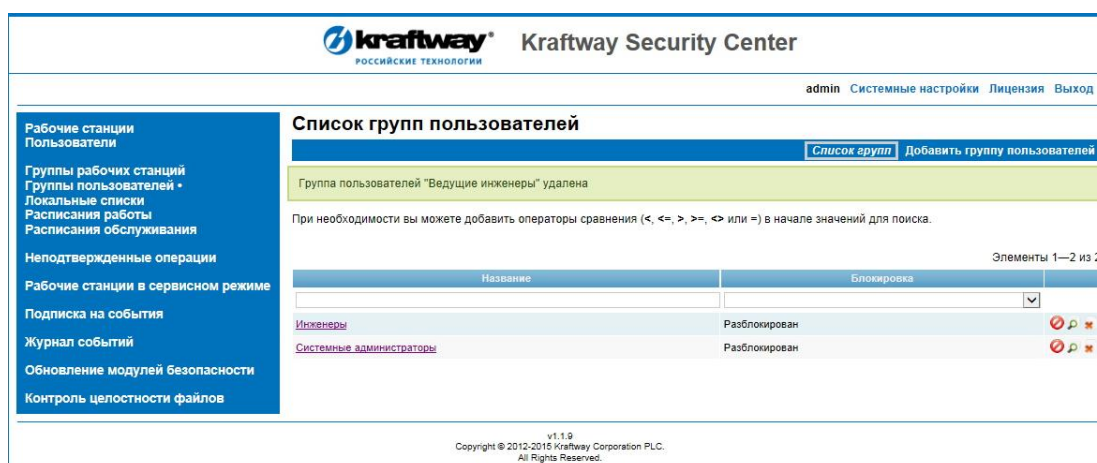 kraftway®
РОССИЙСКИЕ ТЕХНОЛОГИИ
Kraftway Security Center
admin Системные настройки Лицензия Выход
Рабочие станции
Пользователи
Группы рабочих станций
Группы пользователей •
Локальные списки
Расписания работы
Расписания обслуживания
Неподтвержденные операции
Рабочие станции в сервисном режиме
Подписка на события
Журнал событий
Обновление модулей безопасности
Контроль целостности файлов
Список групп пользователей
Список групп Добавить группу пользователей
Группа пользователей "Ведущие инженеры" удалена
При необходимости вы можете добавить операторы сравнения (<, <=, >, >=, <> или =) в начале значений для поиска.
Элементы 1—2 из 2
Название Блокировка
Инженеры Разблокирован
Системные администраторы Разблокирован
v1.1.9
Copyright © 2012-2015 Kraftway Corporation PLC.
All Rights Reserved.